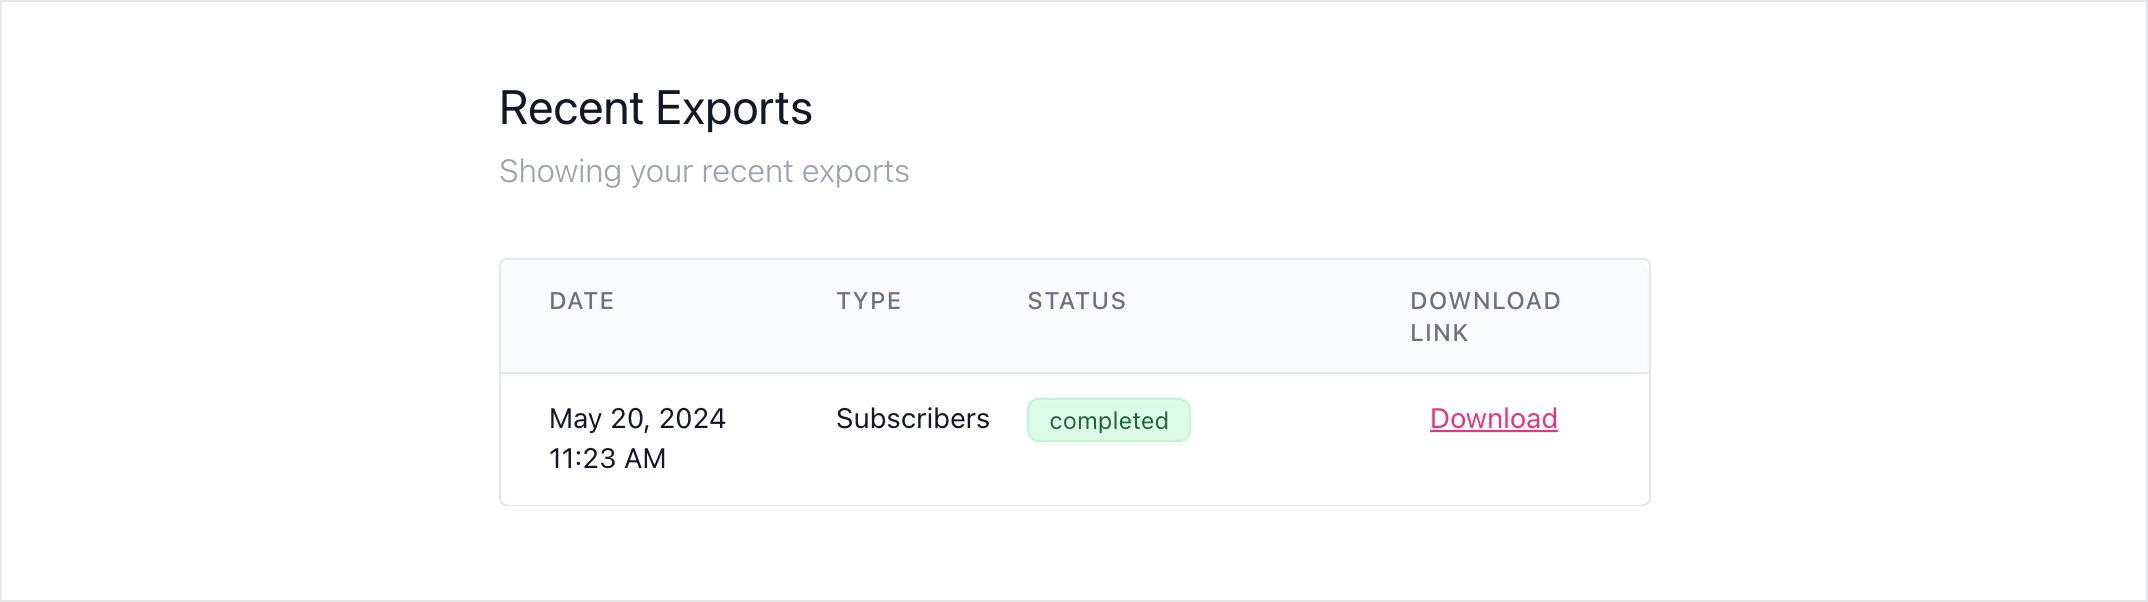 Recent Exports
Showing your recent exports
DATE TYPE STATUS DOWNLOAD
LINK
May 20, 2024 Subscribers completed Download
11:23 AM